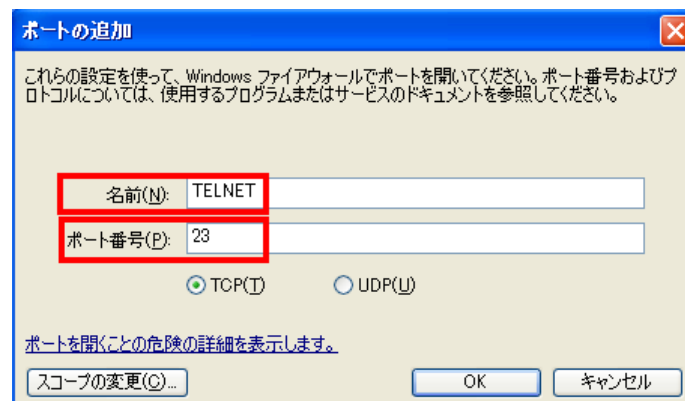 ポートの追加
これらの設定を使って、Windows ファイアウォールでポートを開いてください。ポート番号およびプ
ロトコルについては、使用するプログラムまたはサービスのドキュメントを参照してください。
名前(N): TELNET
ポート番号(P): 23
TCP(T) UDP(U)
ポートを開くことの危険の詳細を表示します。
スコープの変更(C)... OK キャンセル